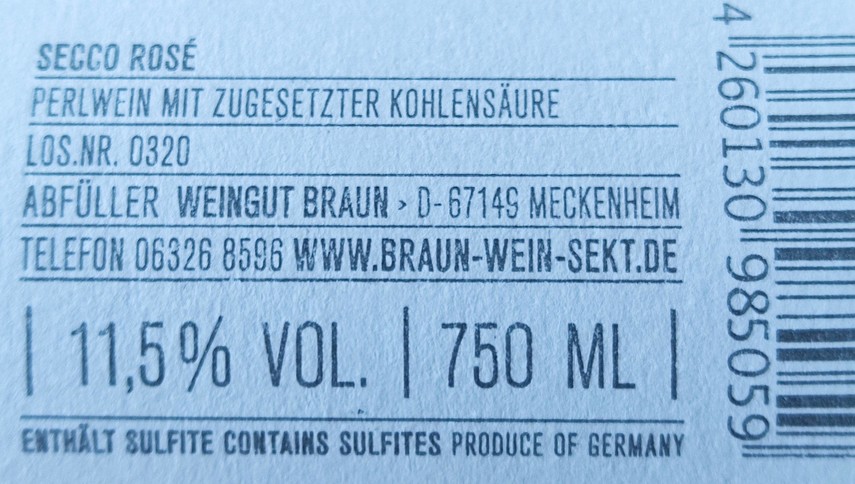 SECCO ROSÉ
PERLWEIN MIT ZUGESETZTER KOHLENSÄURE
LOS.NR. 0320
ABFÜLLER WEINGUT BRAUN > D-67149 MECKENHEIM
TELEFON 06326 8596 WWW.BRAUN-WEIN-SEKT.DE
| 11,5% VOL. | 750 ML |
ENTHÄLT SULFITE CONTAINS SULFITES PRODUCE OF GERMANY
4 260130 985059